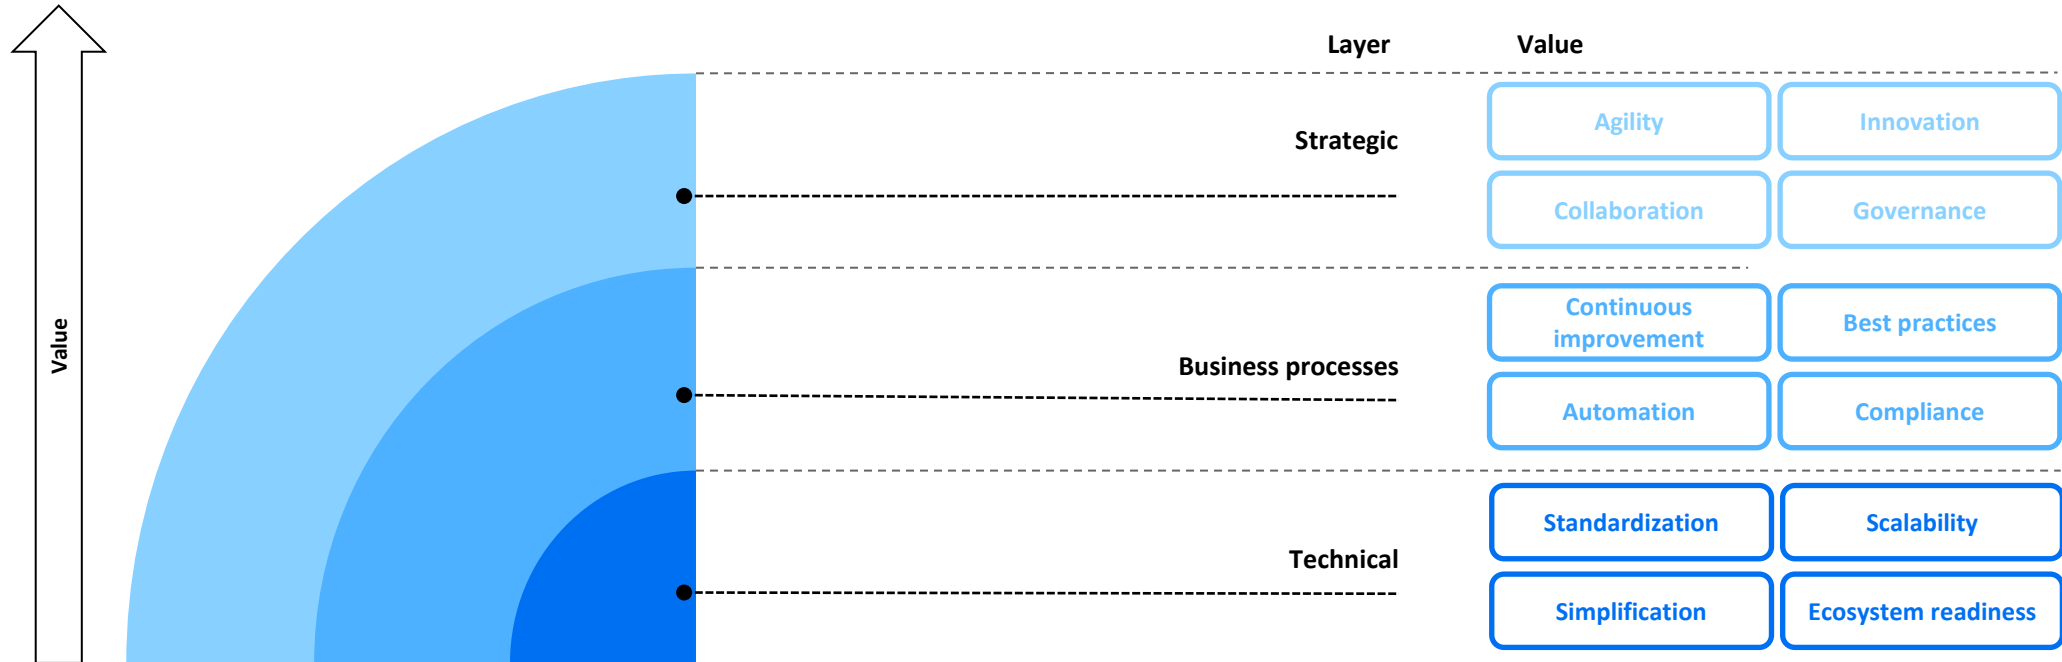 Layer Value
Strategic
Agility Innovation
Collaboration Governance
Value
Business processes
Continuous
improvement
Best practices
Automation Compliance
Technical
Standardization Scalability
Simplification Ecosystem readiness